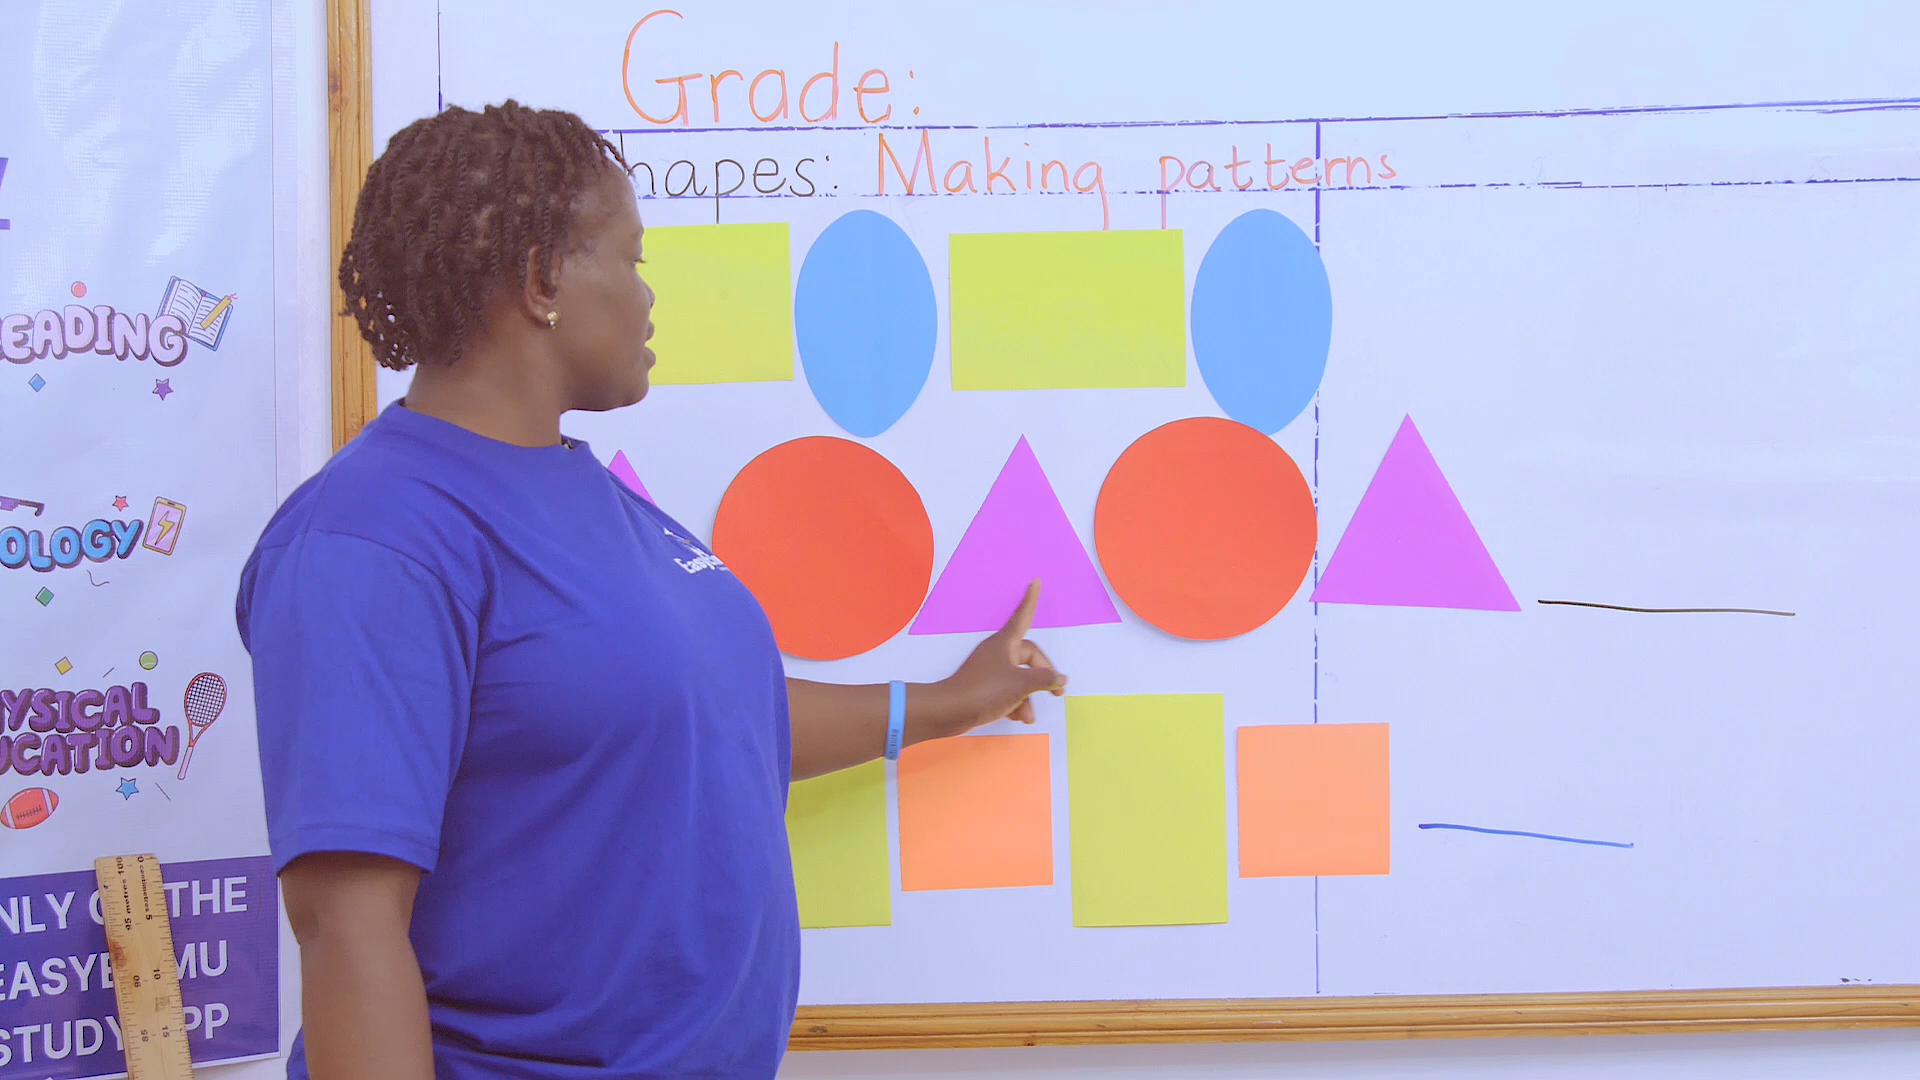 Grade:
hapes: Making patterns
EADING
OLOGY
YSICAL
UCATION
NLY THE
EASYE MU
STUDY PP